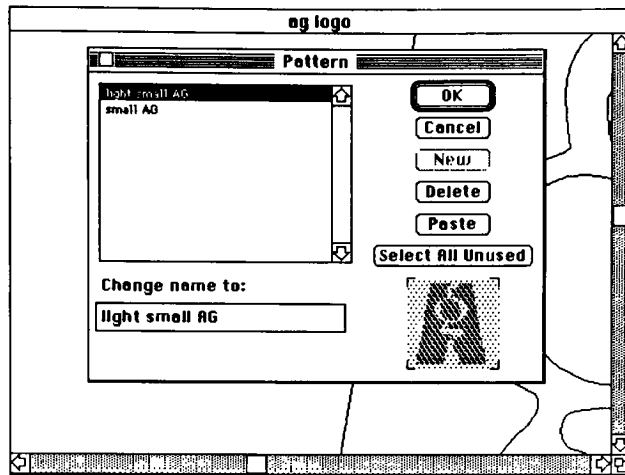 ag logo
Pattern
light small AG
small AG
OK
Cancel
New
Delete
Paste
Select All Unused
Change name to:
light small AG